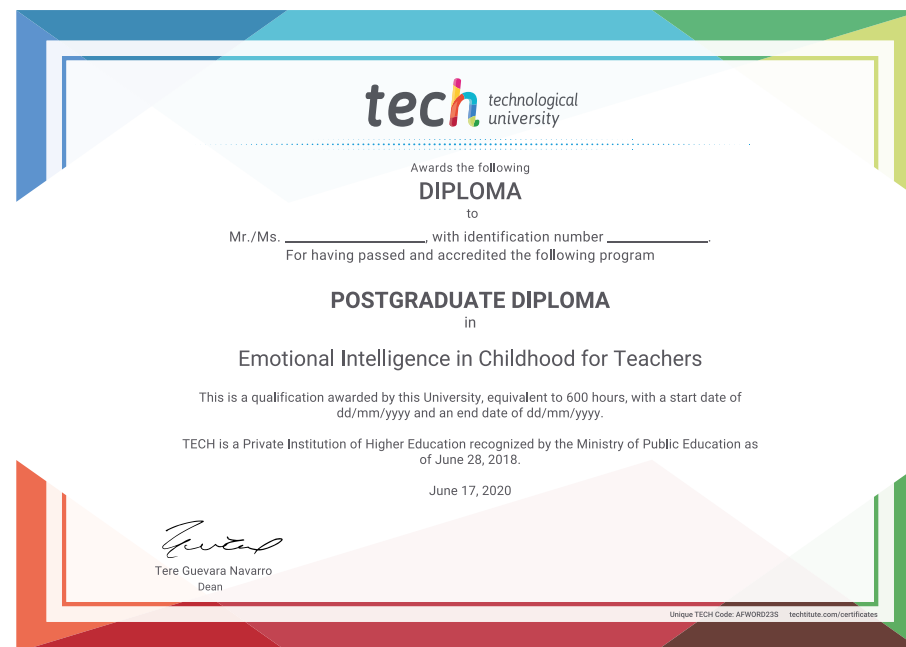 tech technological
university
Awards the following
DIPLOMA
to
Mr./Ms. ____________________, with identification number ______________.
For having passed and accredited the following program
POSTGRADUATE DIPLOMA
in
Emotional Intelligence in Childhood for Teachers
This is a qualification awarded by this University, equivalent to 600 hours, with a start date of
dd/mm/yyyy and an end date of dd/mm/yyyy.
TECH is a Private Institution of Higher Education recognized by the Ministry of Public Education as
of June 28, 2018.
June 17, 2020
Tere Guevara Navarro
Dean
Unique TECH Code: AFWORD23S techtitute.com/certificates